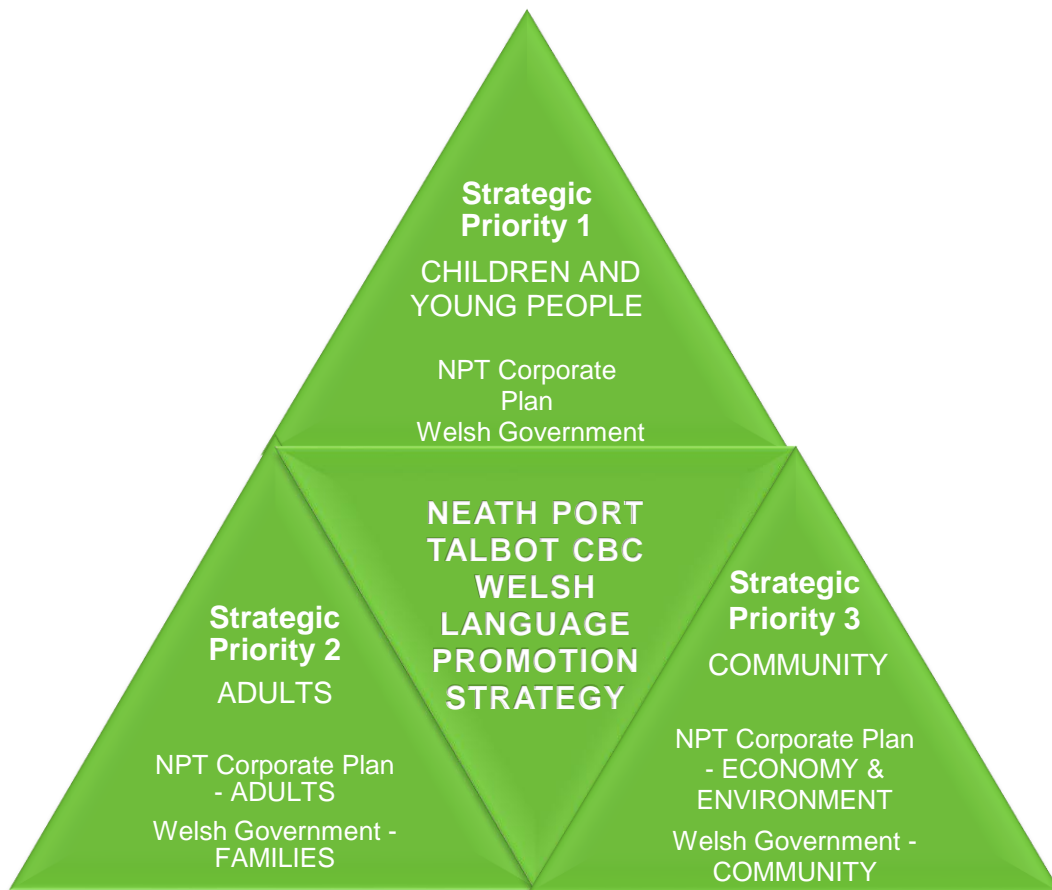 Strategic
Priority 1
CHILDREN AND
YOUNG PEOPLE
NPT Corporate
Plan
Welsh Government
NEATH PORT
TALBOT CBC
WELSH
LANGUAGE
PROMOTION
STRATEGY
Strategic
Priority 2
ADULTS
NPT Corporate Plan
- ADULTS
Welsh Government -
FAMILIES
Strategic
Priority 3
COMMUNITY
NPT Corporate Plan
- ECONOMY &
ENVIRONMENT
Welsh Government -
COMMUNITY